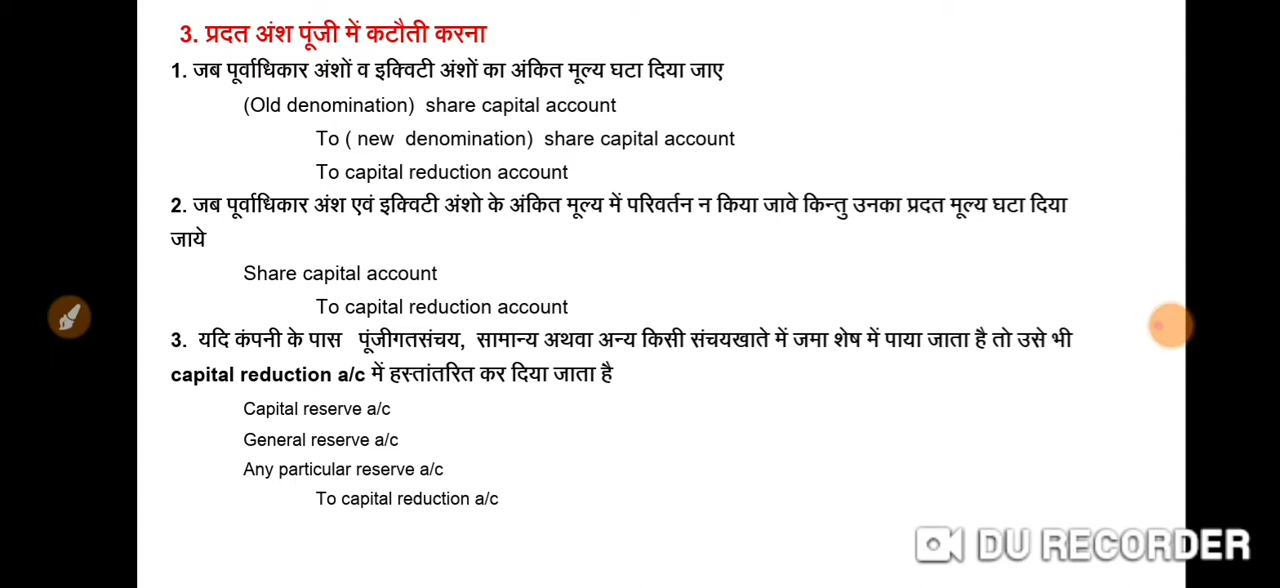 3. प्रदत अंश पूंजी में कटौती करना
1. जब पूर्वाधिकार अंशों व इक्विटी अंशों का अंकित मूल्य घटा दिया जाए
(Old denomination) share capital account
To ( new denomination) share capital account
To capital reduction account
2. जब पूर्वाधिकार अंश एवं इक्विटी अंशो के अंकित मूल्य में परिवर्तन न किया जावे किन्तु उनका प्रदत मूल्य घटा दिया
जाये
Share capital account
To capital reduction account
3. यदि कंपनी के पास पूंजीगतसंचय, सामान्य अथवा अन्य किसी संचयखाते में जमा शेष में पाया जाता है तो उसे भी
capital reduction a/c में हस्तांतरित कर दिया जाता है
Capital reserve a/c
General reserve a/c
Any particular reserve a/c
To capital reduction a/c
DU RECORDER